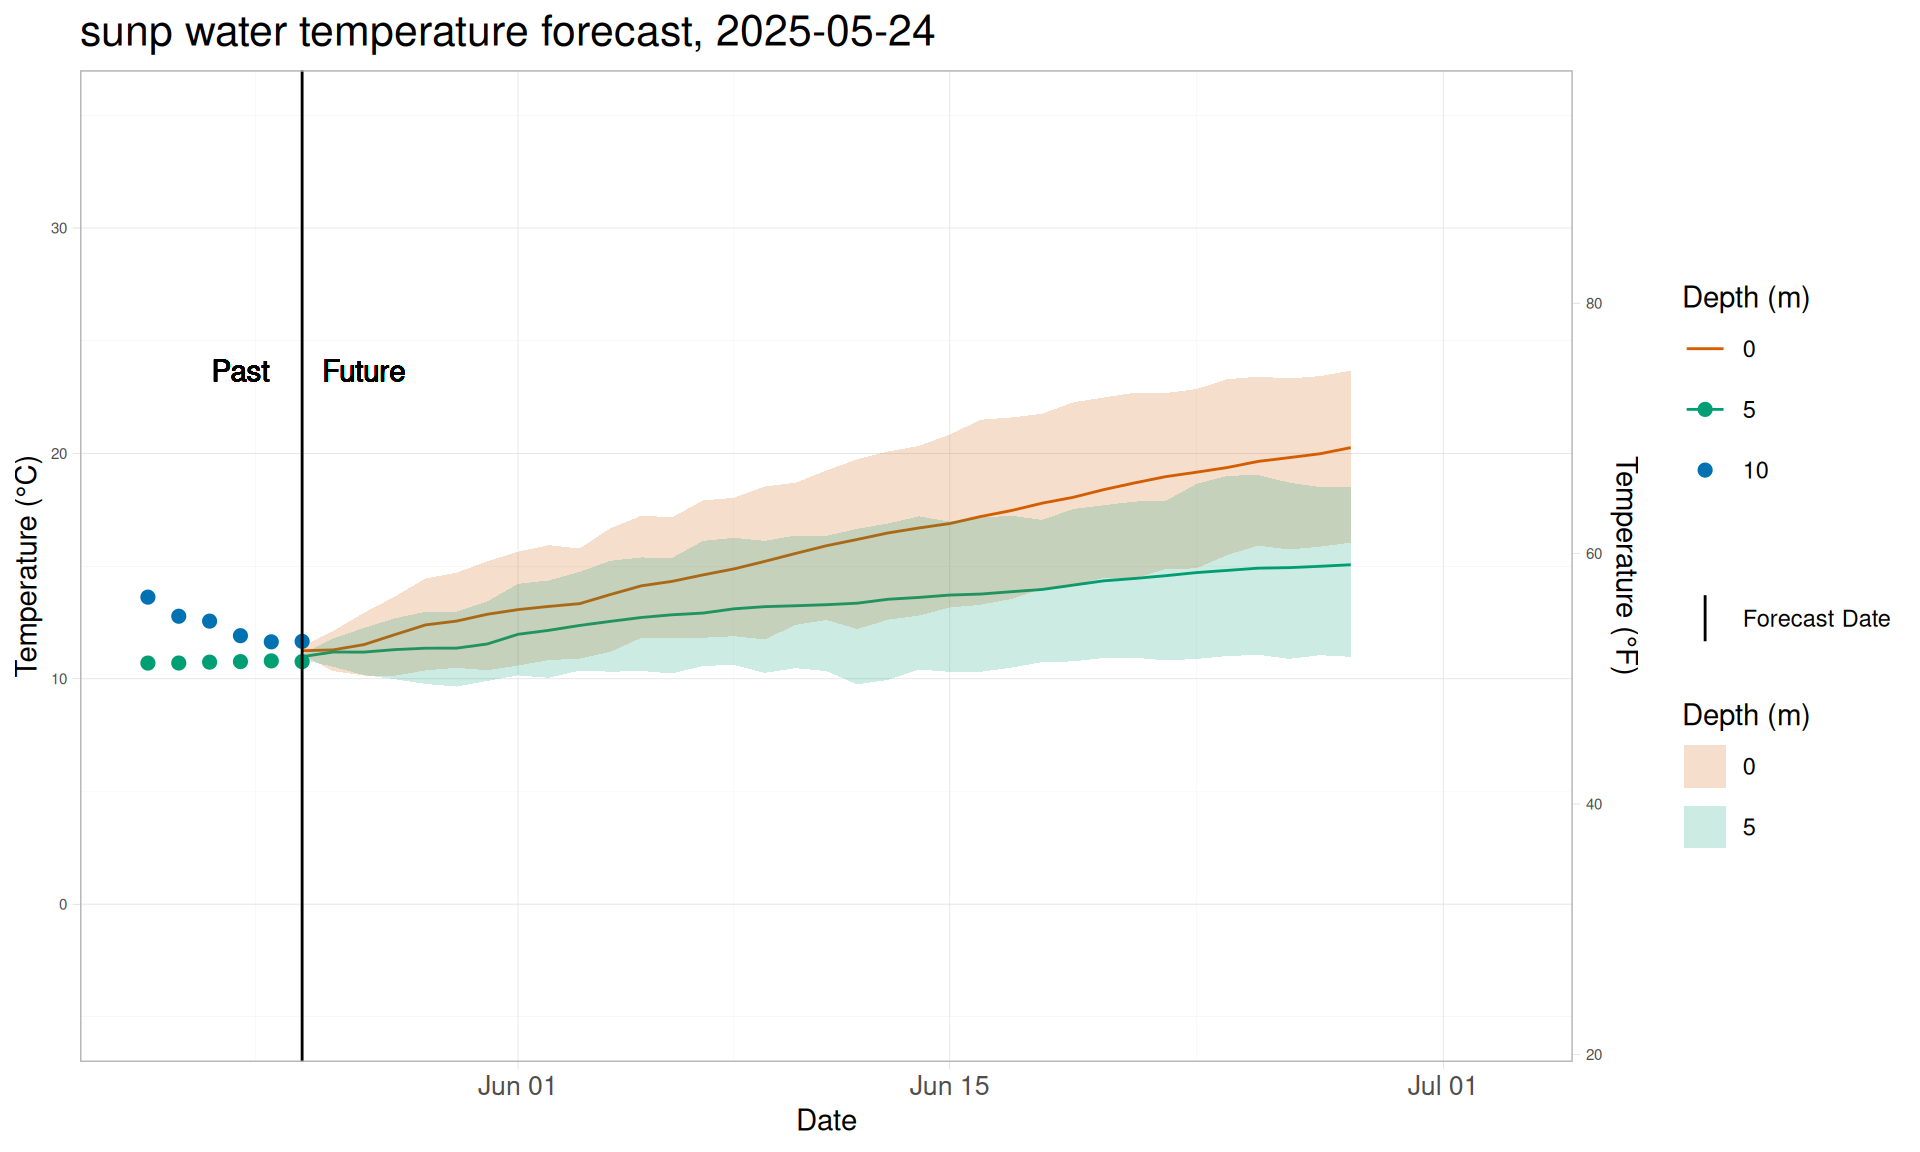 sunp water temperature forecast, 2025-05-24
Temperature (°C)
30
20
10
0
Past
Future
80
60
40
20
Temperature (°F)
Jun 01
Jun 15
Jul 01
Date
Depth (m)
0
5
10
Forecast Date
Depth (m)
0
5